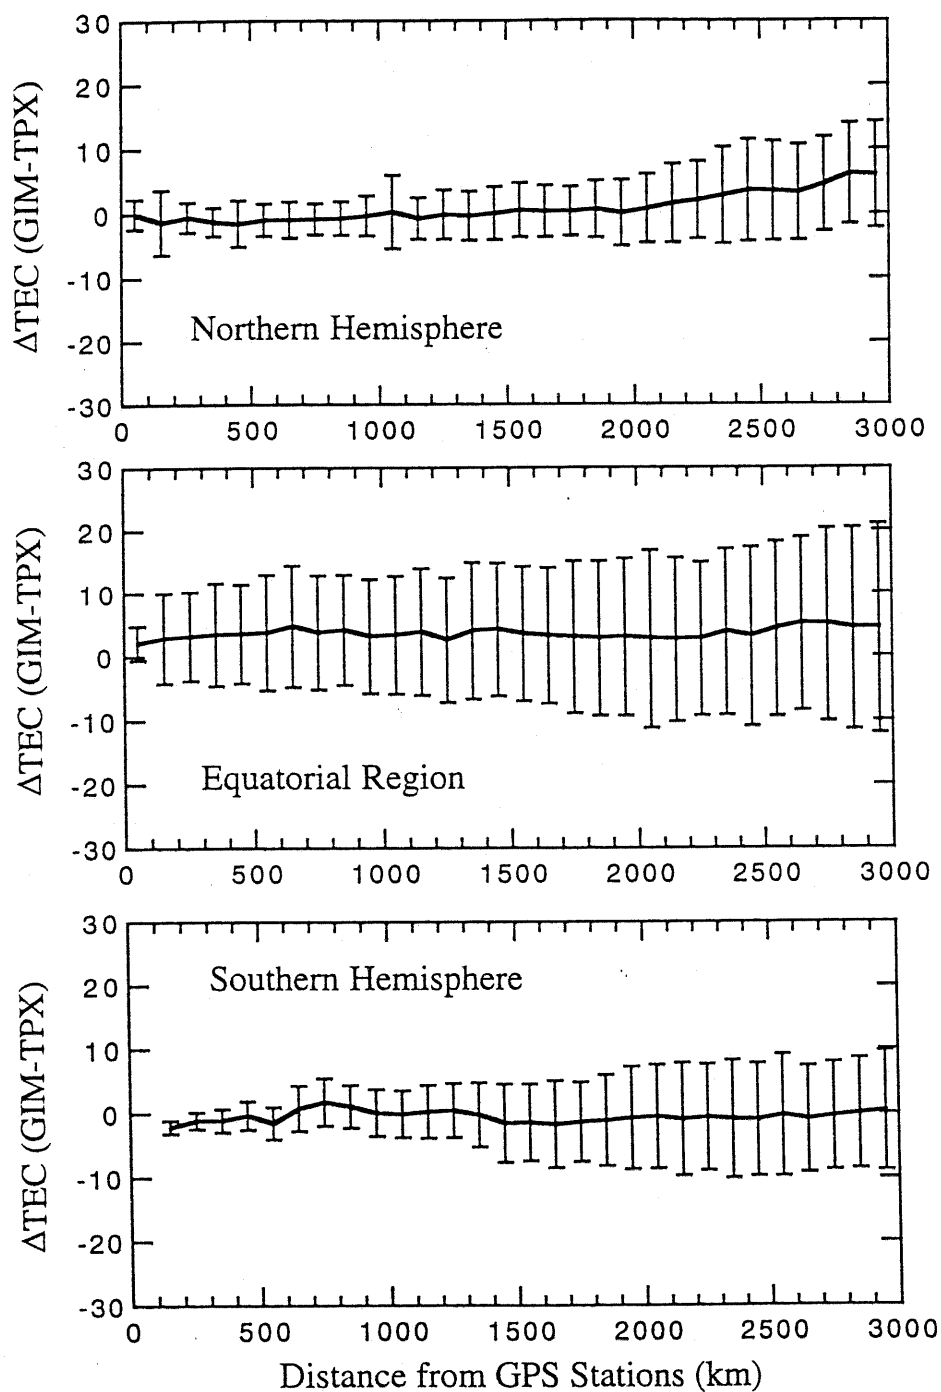 30
20
10
0
-10
-20
-30
ΔTEC (GIM-TPX)
Northern Hemisphere
0 500 1000 1500 2000 2500 3000
30
20
10
0
-10
-20
-30
ΔTEC (GIM-TPX)
Equatorial Region
0 500 1000 1500 2000 2500 3000
30
20
10
0
-10
-20
-30
ΔTEC (GIM-TPX)
Southern Hemisphere
0 500 1000 1500 2000 2500 3000
Distance from GPS Stations (km)